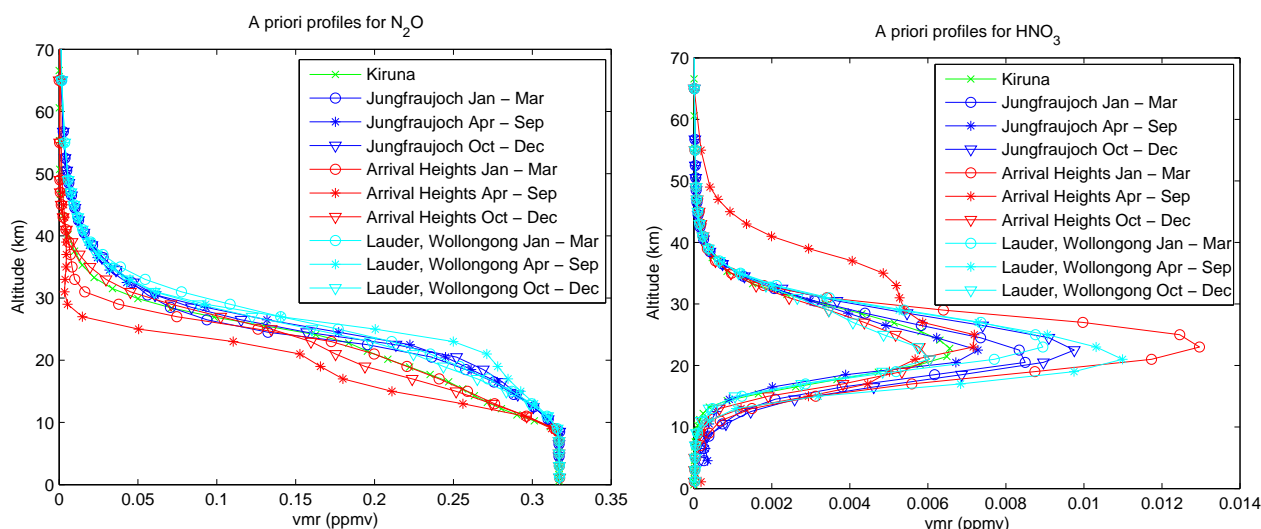 A priori profiles for N2O
70
60
50
40
30
20
10
0
Altitude (km)
0
0.05
0.1
0.15
0.2
0.25
0.3
0.35
vmr (ppmv)
Kiruna
Jungfraujoch Jan − Mar
Jungfraujoch Apr − Sep
Jungfraujoch Oct − Dec
Arrival Heights Jan − Mar
Arrival Heights Apr − Sep
Arrival Heights Oct − Dec
Lauder, Wollongong Jan − Mar
Lauder, Wollongong Apr − Sep
Lauder, Wollongong Oct − Dec
A priori profiles for HNO3
70
60
50
40
30
20
10
0
Altitude (km)
0
0.002
0.004
0.006
0.008
0.01
0.012
0.014
vmr (ppmv)
Kiruna
Jungfraujoch Jan − Mar
Jungfraujoch Apr − Sep
Jungfraujoch Oct − Dec
Arrival Heights Jan − Mar
Arrival Heights Apr − Sep
Arrival Heights Oct − Dec
Lauder, Wollongong Jan − Mar
Lauder, Wollongong Apr − Sep
Lauder, Wollongong Oct − Dec